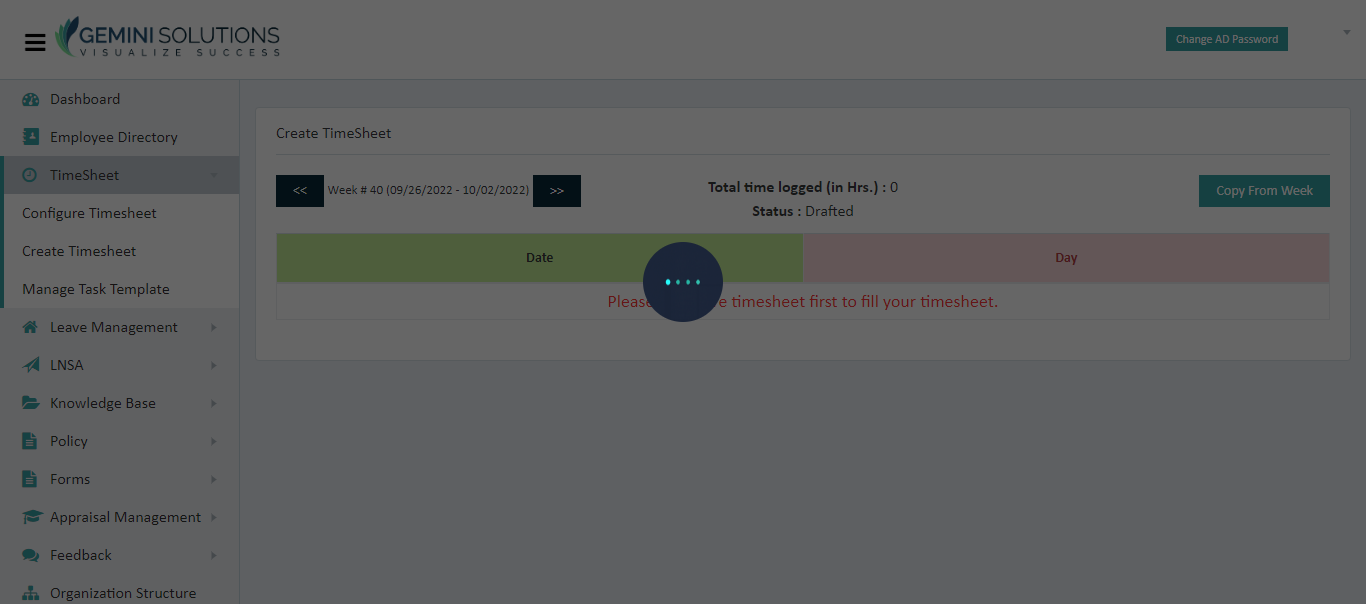 GEMINI SOLUTIONS
VISUALIZE SUCCESS
Change AD Password
Dashboard
Employee Directory
TimeSheet
Configure Timesheet
Create Timesheet
Manage Task Template
Leave Management
LNSA
Knowledge Base
Policy
Forms
Appraisal Management
Feedback
Organization Structure
Create TimeSheet
<< Week # 40 (09/26/2022 - 10/02/2022) >>
Total time logged (in Hrs.) : 0
Status : Drafted
Copy From Week
Date Day
Please timesheet first to fill your timesheet.